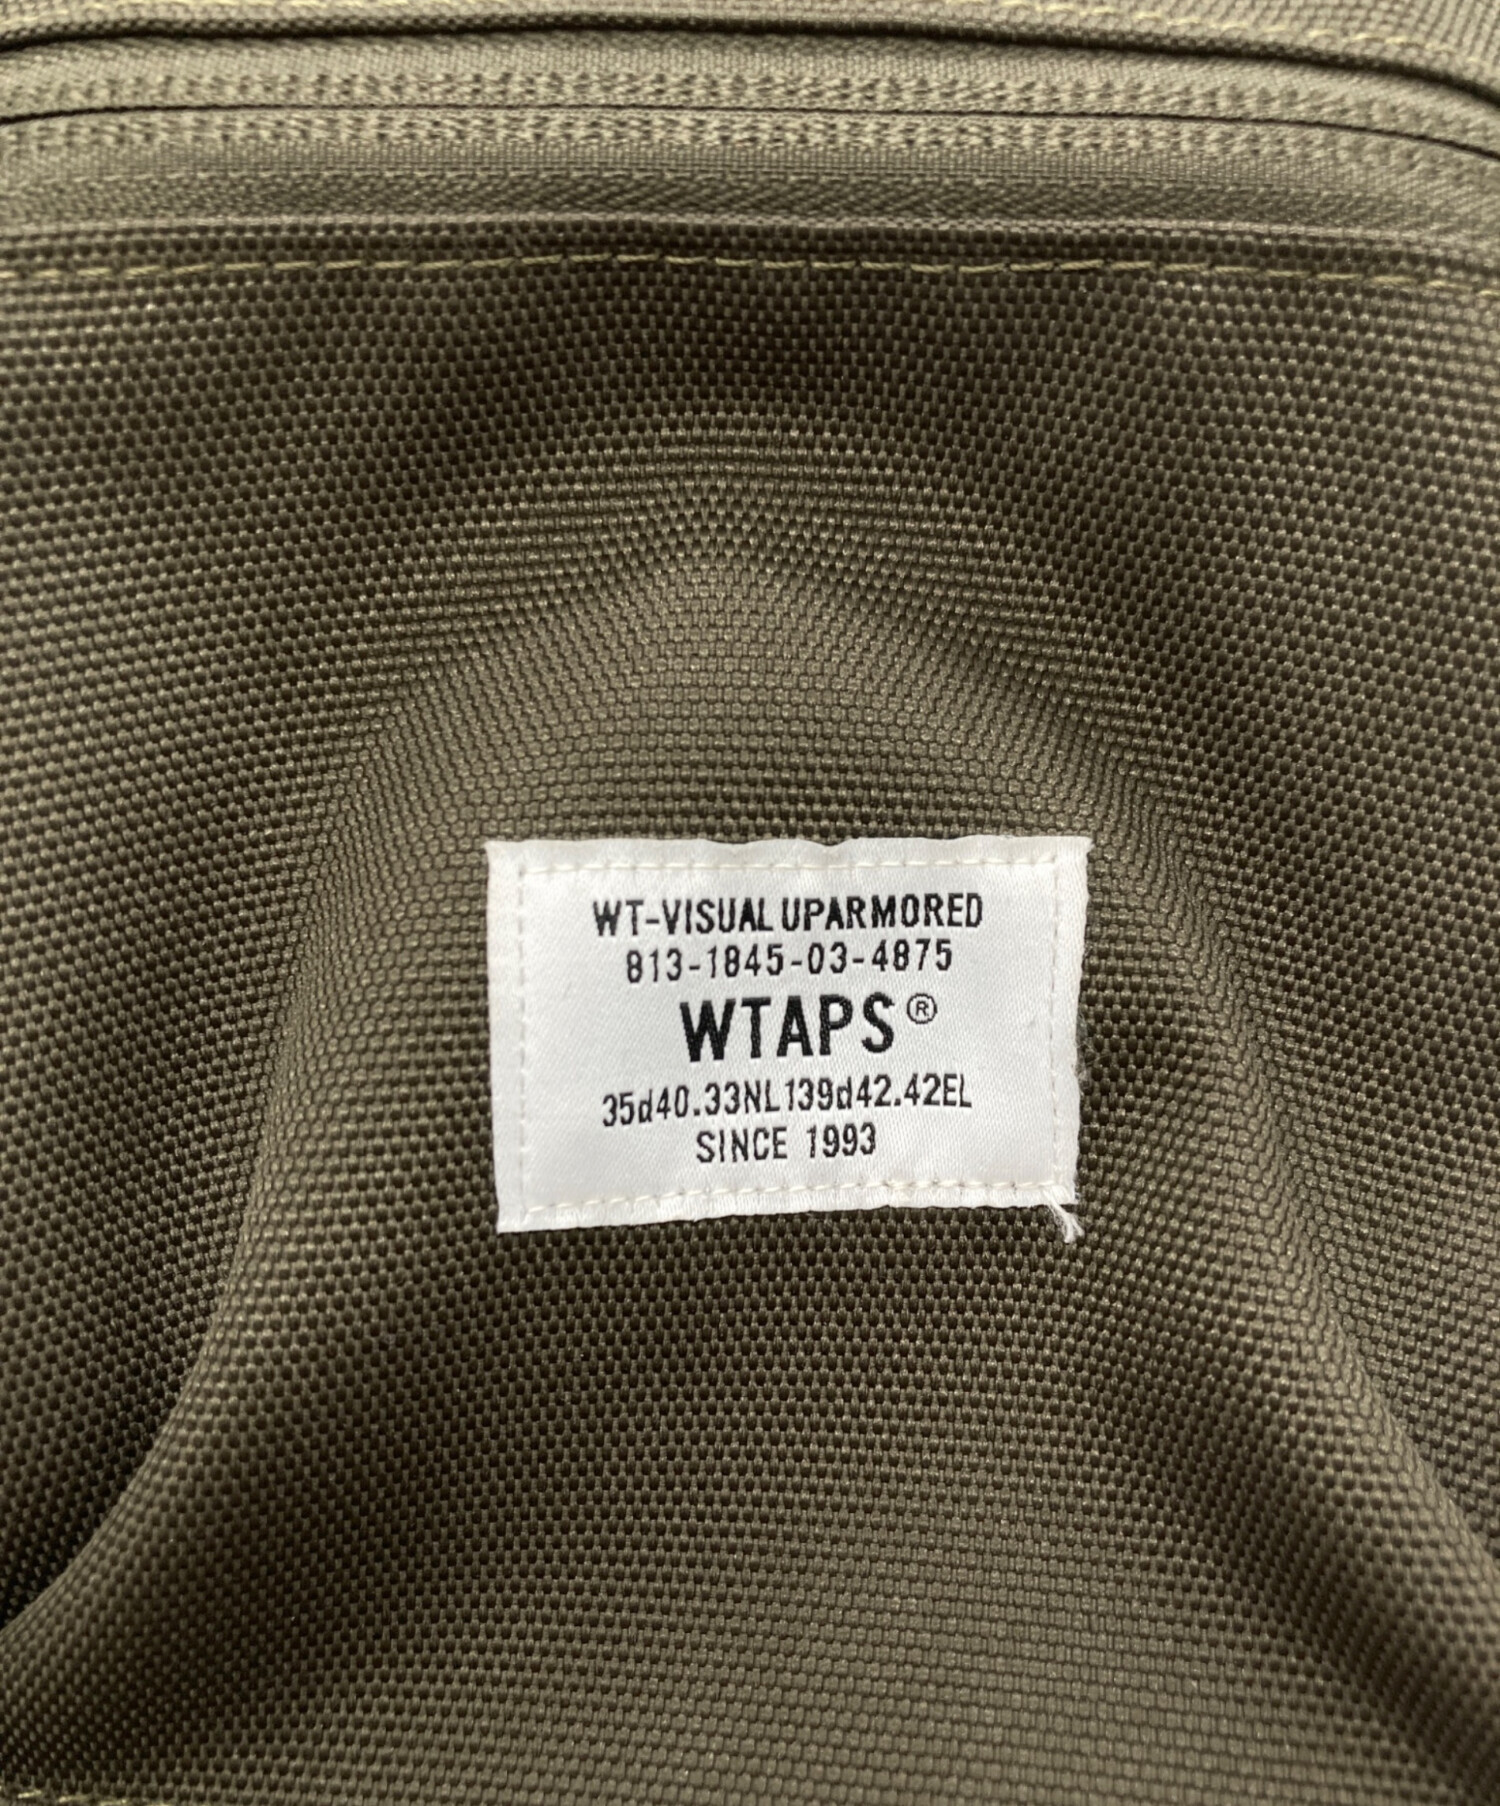 WT-VISUAL UPARMORED
813-1845-03-4875
WTAPS®
35d40.33NL139d42.42EL
SINCE 1993